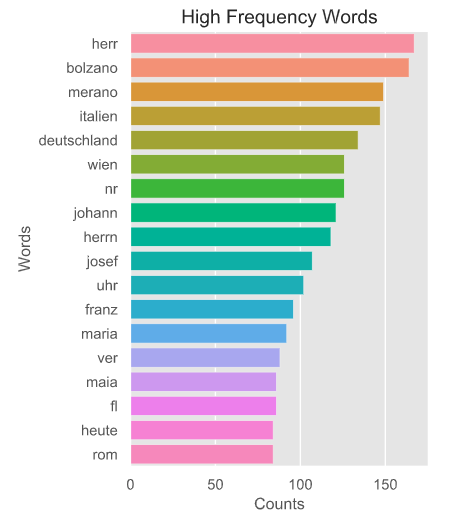 High Frequency Words
herr
bolzano
merano
italien
deutschland
wien
nr
johann
herrn
josef
uhr
franz
maria
ver
maia
fl
heute
rom
Words
0 50 100 150
Counts